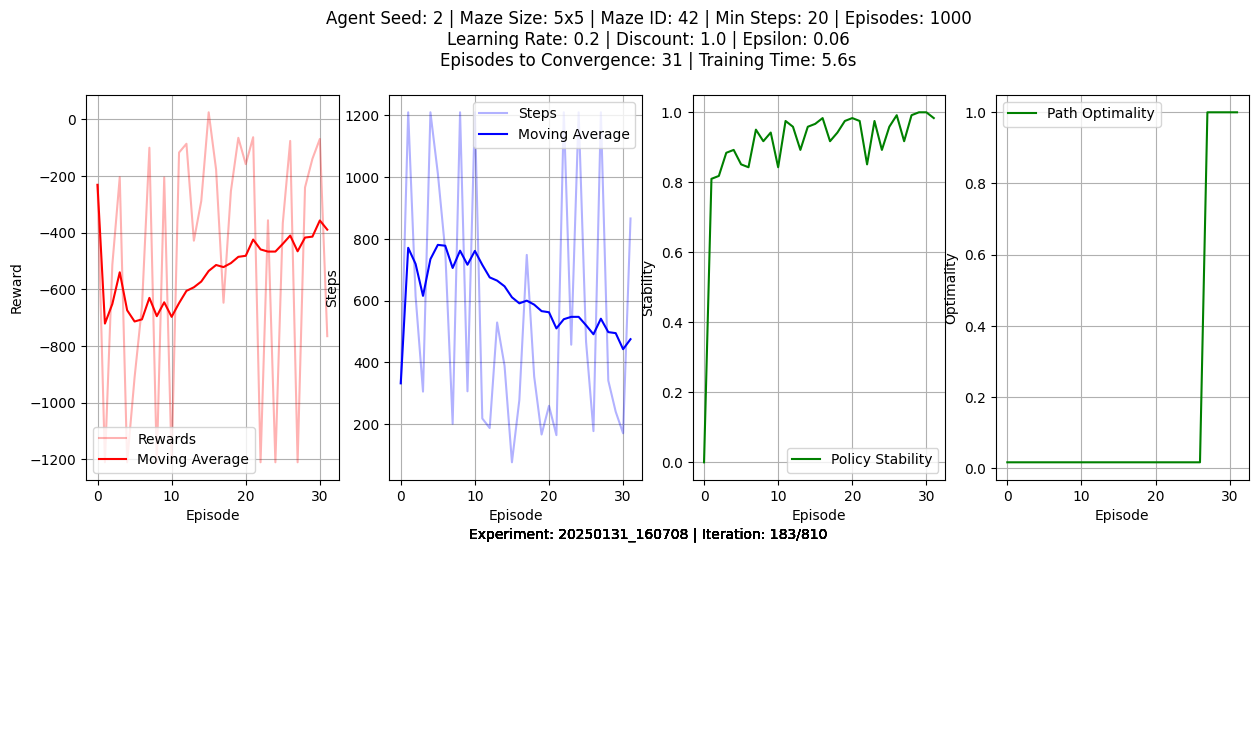 Agent Seed: 2 | Maze Size: 5x5 | Maze ID: 42 | Min Steps: 20 | Episodes: 1000
Learning Rate: 0.2 | Discount: 1.0 | Epsilon: 0.06
Episodes to Convergence: 31 | Training Time: 5.6s
Reward
0
−200
−400
−600
−800
−1000
−1200
Rewards
Moving Average
0 10 20 30
Episode
Steps
1200
1000
800
600
400
200
Steps
Moving Average
0 10 20 30
Episode
Stability
1.0
0.8
0.6
0.4
0.2
0.0
Policy Stability
0 10 20 30
Episode
Optimality
1.0
0.8
0.6
0.4
0.2
0.0
Path Optimality
0 10 20 30
Episode
Experiment: 20250131_160708 | Iteration: 183/810